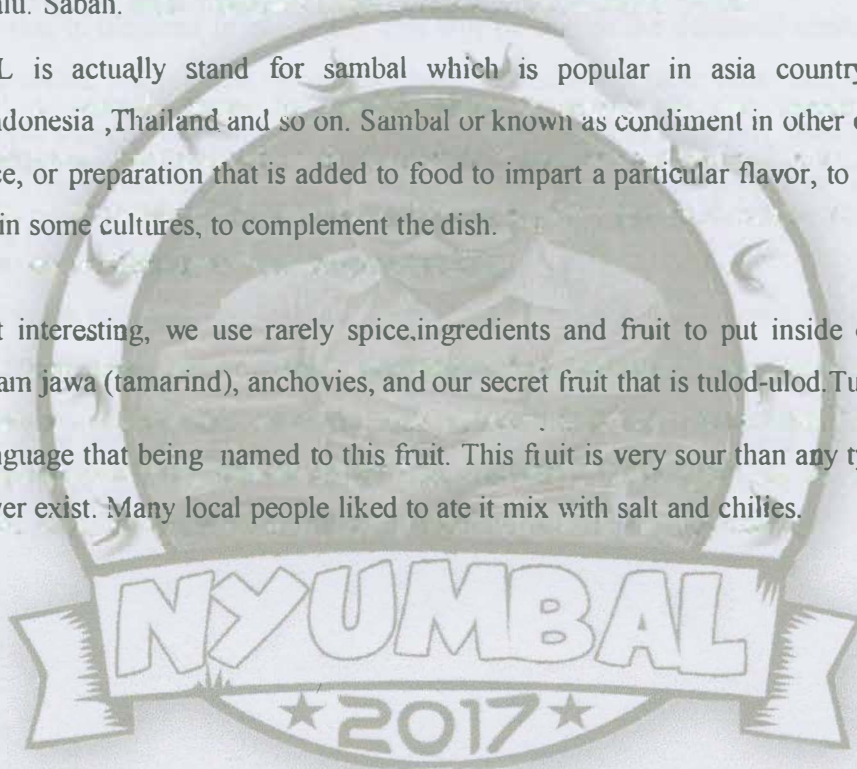 Sabah.
L is actually stand for sambal which is popular in asia country
ndonesia ,Thailand and so on. Sambal or known as condiment in other
ce, or preparation that is added to food to impart a particular flavor, to
in some cultures, to complement the dish.
t interesting, we use rarely spice.ingredients and fruit to put inside
am jawa (tamarind), anchovies, and our secret fruit that is tulod-ulod.Tu
nguage that being named to this fruit. This fruit is very sour than any ty
ver exist. Many local people liked to ate it mix with salt and chilies.
NYUMBAL
2017